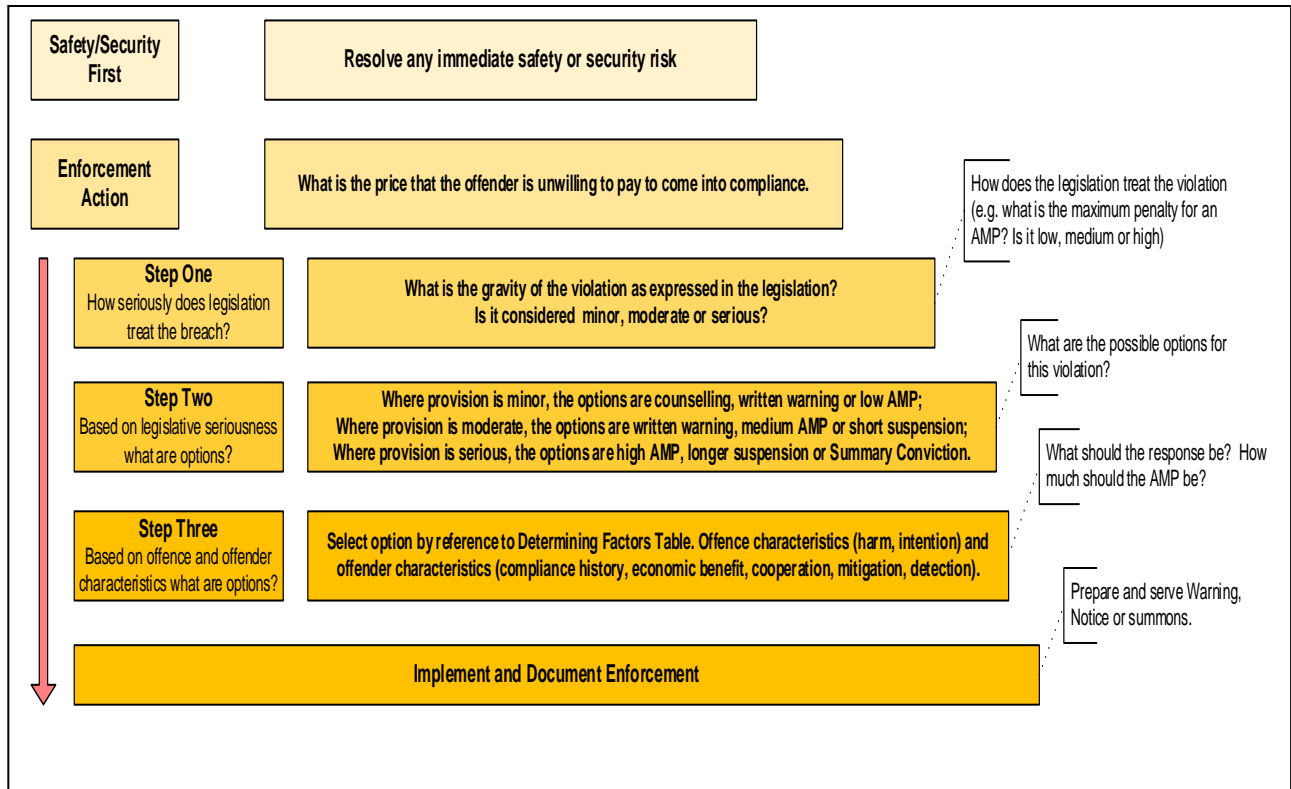 Safety/Security
First
Resolve any immediate safety or security risk
Enforcement
Action
What is the price that the offender is unwilling to pay to come into compliance.
How does the legislation treat the violation
(e.g. what is the maximum penalty for an
AMP? Is it low, medium or high)
Step One
How seriously does legislation
treat the breach?
What is the gravity of the violation as expressed in the legislation?
Is it considered minor, moderate or serious?
What are the possible options for
this violation?
Step Two
Based on legislative seriousness
what are options?
Where provision is minor, the options are counselling, written warning or low AMP;
Where provision is moderate, the options are written warning, medium AMP or short suspension;
Where provision is serious, the options are high AMP, longer suspension or Summary Conviction.
What should the response be? How
much should the AMP be?
Step Three
Based on offence and offender
characteristics what are options?
Select option by reference to Determining Factors Table. Offence characteristics (harm, intention) and
offender characteristics (compliance history, economic benefit, cooperation, mitigation, detection).
Prepare and serve Warning,
Notice or summons.
Implement and Document Enforcement